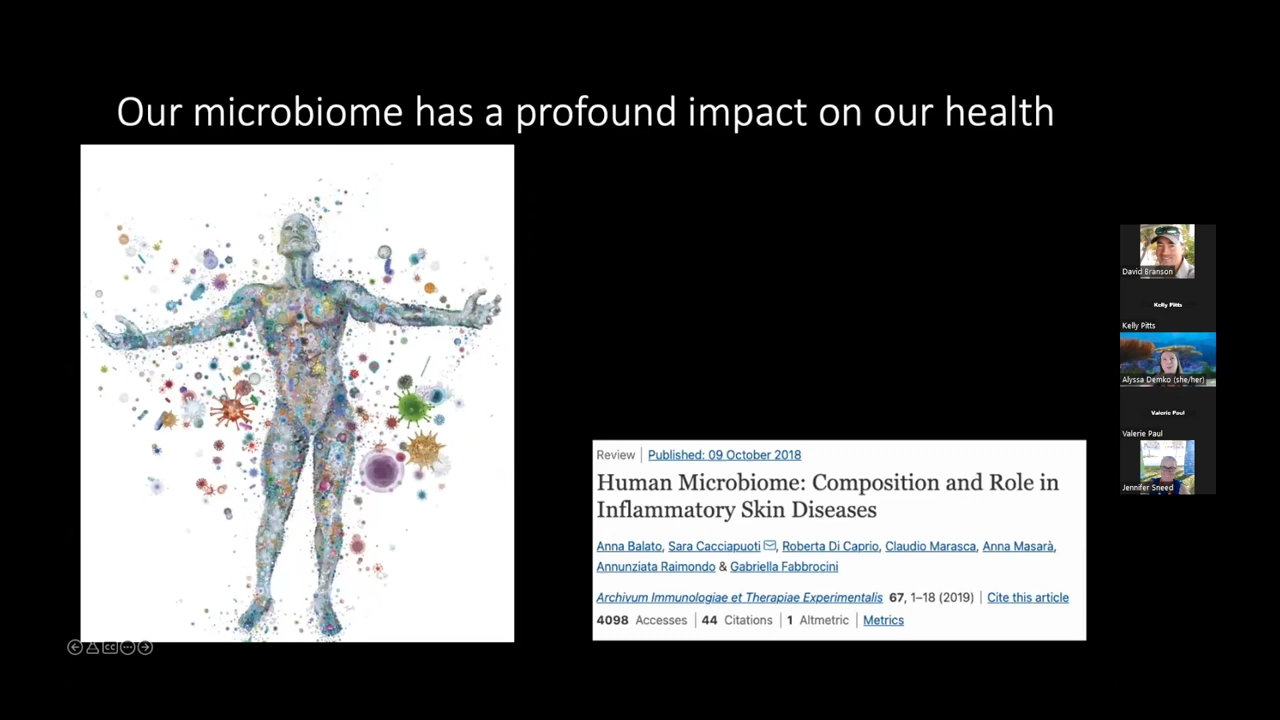 Our microbiome has a profound impact on our health
David Branson
Kelly Pitts
Kelly Pitts
Alyssa Demko (she/her)
Valerie Paul
Valerie Paul
Jennifer Sneed
Review | Published: 09 October 2018
Human Microbiome: Composition and Role in
Inflammatory Skin Diseases
Anna Balato, Sara Cacciapuoti, Roberta Di Caprio, Claudio Marasca, Anna Masarà,
Annunziata Raimondo & Gabriella Fabbrocini
Archivum Immunologiae et Therapiae Experimentalis 67, 1–18 (2019) | Cite this article
4098 Accesses | 44 Citations | 1 Altmetric | Metrics
CC